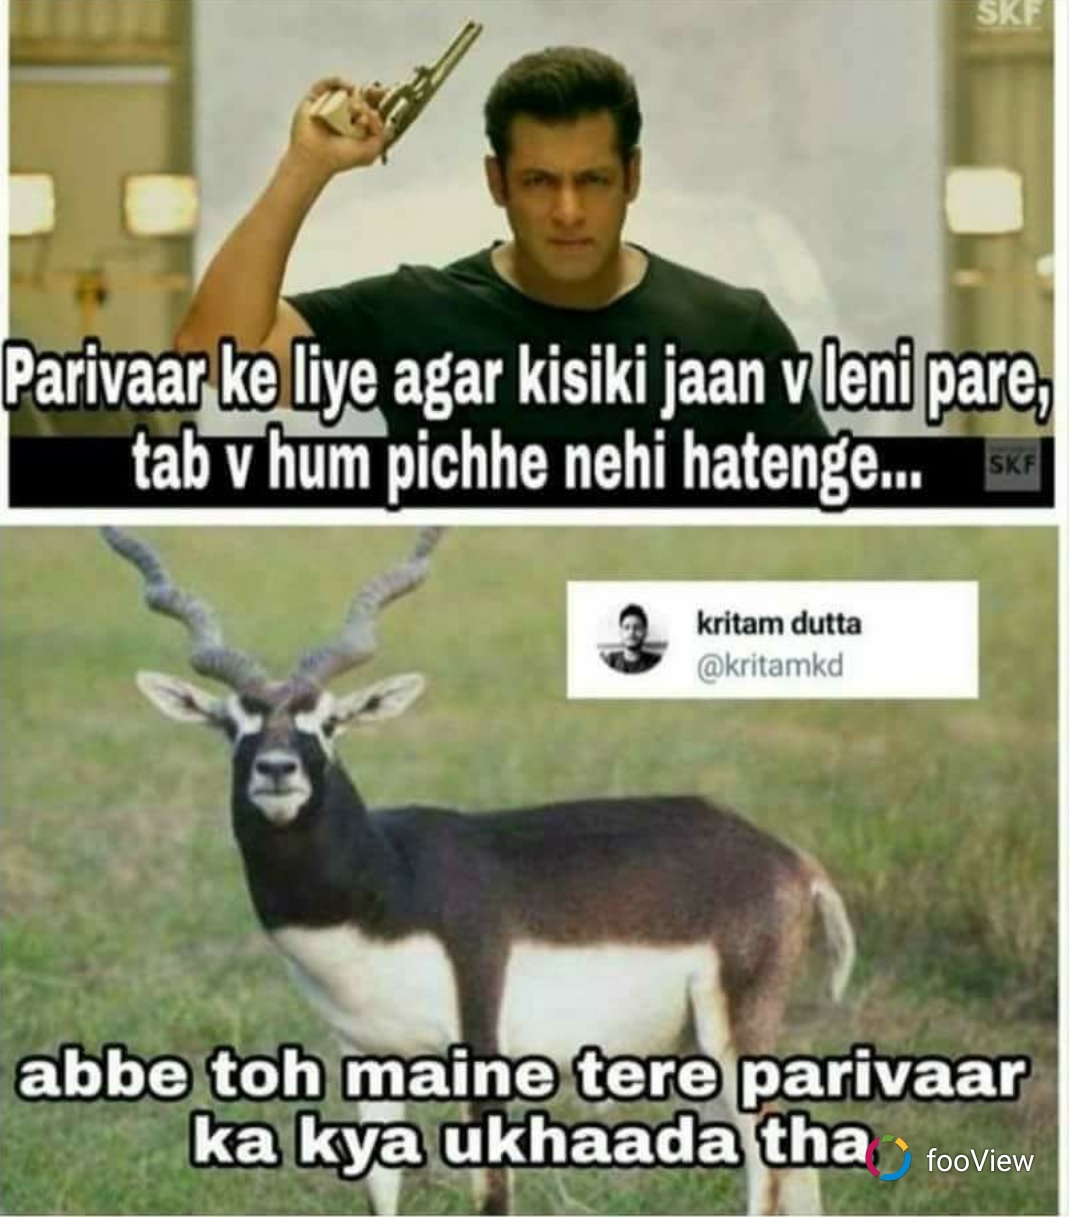 SKF
Parivaar ke liye agar kisiki jaan v leni pare,
tab v hum pichhe nehi hatenge...
SKF
kritam dutta
@kritamkd
abbe toh maine tere parivaar
ka kya ukhaada tha
fooView